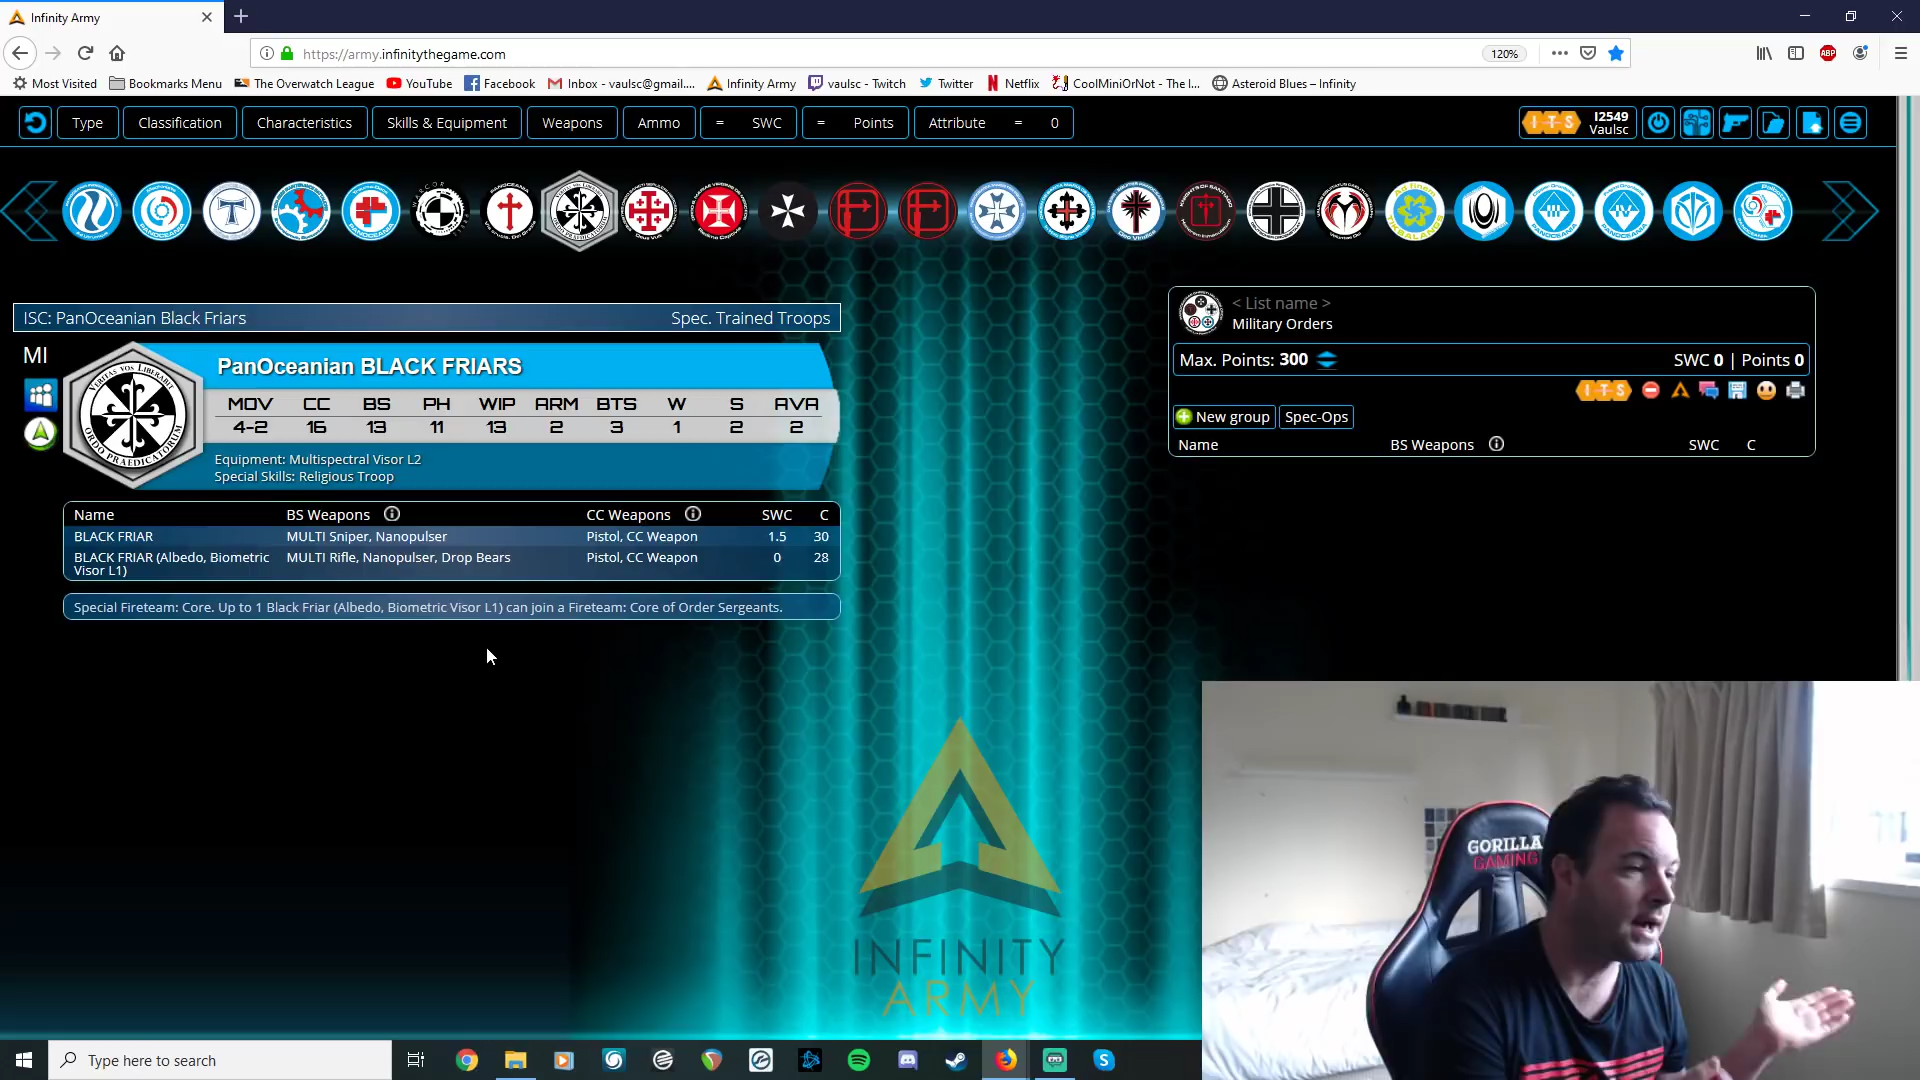 Infinity Army
https://army.infinitythegame.com
120%
Most Visited
Bookmarks Menu
The Overwatch League
YouTube
Facebook
Inbox - vaulsc@gmail....
Infinity Army
vaulsc - Twitch
Twitter
Netflix
CoolMiniOrNot - The I...
Asteroid Blues – Infinity
Type
Classification
Characteristics
Skills & Equipment
Weapons
Ammo
= SWC
= Points
Attribute = 0
ITS
I2549
Vaulsc
ISC: PanOceanian Black Friars
Spec. Trained Troops
MI
PanOceanian BLACK FRIARS
MOV CC BS PH WIP ARM BTS W S AVA
4-2 16 13 11 13 2 3 1 2 2
Equipment: Multispectral Visor L2
Special Skills: Religious Troop
VERITAS VOS LIBERABIT
ORDO PRAEDICATORUM
Name BS Weapons CC Weapons SWC C
BLACK FRIAR MULTI Sniper, Nanopulser Pistol, CC Weapon 1.5 30
BLACK FRIAR (Albedo, Biometric MULTI Rifle, Nanopulser, Drop Bears Pistol, CC Weapon 0 28
Visor L1)
Special Fireteam: Core. Up to 1 Black Friar (Albedo, Biometric Visor L1) can join a Fireteam: Core of Order Sergeants.
< List name >
Military Orders
Max. Points: 300
SWC 0 | Points 0
ITS
New group
Spec-Ops
Name BS Weapons SWC C
INFINITY
ARMY
GORILLA
GAMING
Type here to search